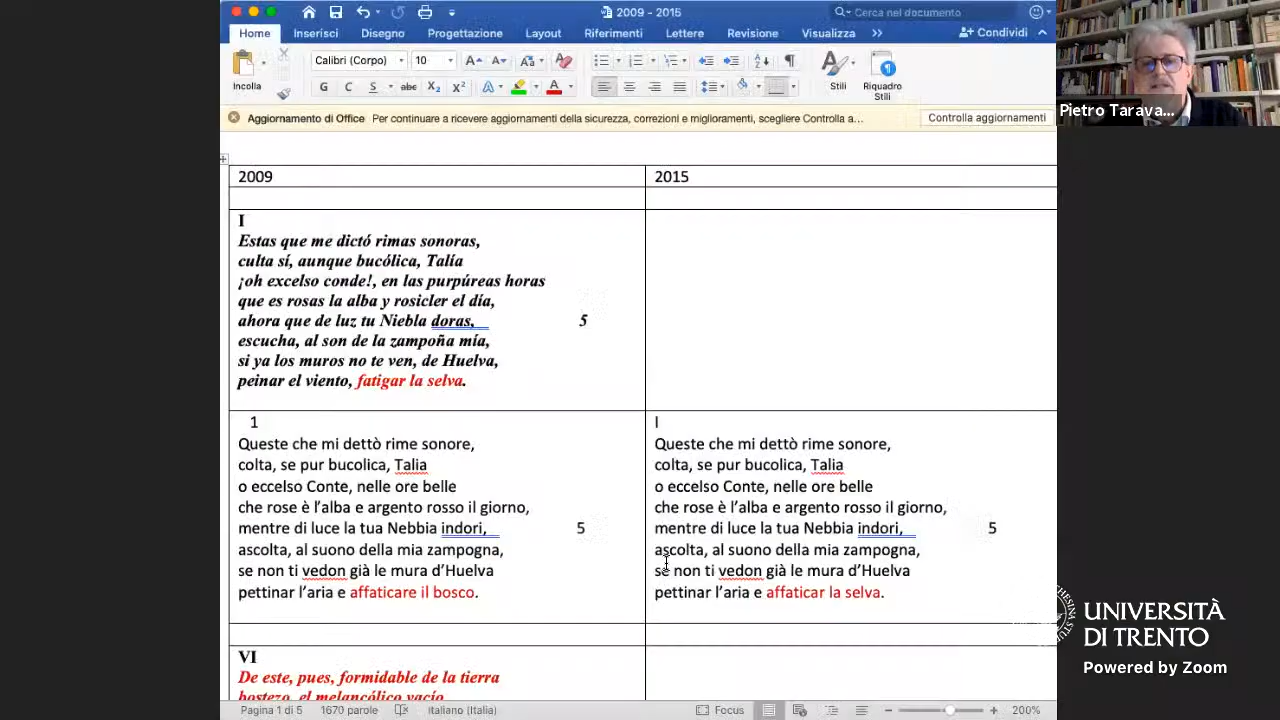 2009 - 2015
Cerca nel documento
Home Inserisci Disegno Progettazione Layout Riferimenti Lettere Revisione Visualizza >> Condividi
Calibri (Corpo) 10
Incolla G C S abc X₂ X² A A Stili Riquadro Stili
Aggiornamento di Office Per continuare a ricevere aggiornamenti della sicurezza, correzioni e miglioramenti, scegliere Controlla a... Controlla aggiornamenti
Pietro Tarava...
2009 2015
I
Estas que me dictó rimas sonoras,
culta sí, aunque bucólica, Talía
¡oh excelso conde!, en las purpúreas horas
que es rosas la alba y rosicler el día,
ahora que de luz tu Niebla doras, 5
escucha, al son de la zampoña mía,
si ya los muros no te ven, de Huelva,
peinar el viento, fatigar la selva.
1
Queste che mi dettò rime sonore,
colta, se pur bucolica, Talia
o eccelso Conte, nelle ore belle
che rose è l’alba e argento rosso il giorno,
mentre di luce la tua Nebbia indori, 5
ascolta, al suono della mia zampogna,
se non ti vedon già le mura d’Huelva
pettinar l’aria e affaticare il bosco.
I
Queste che mi dettò rime sonore,
colta, se pur bucolica, Talia
o eccelso Conte, nelle ore belle
che rose è l’alba e argento rosso il giorno,
mentre di luce la tua Nebbia indori, 5
ascolta, al suono della mia zampogna,
se non ti vedon già le mura d’Huelva
pettinar l’aria e affaticar la selva.
VI
De este, pues, formidable de la tierra
bostezo, el melancólico vacío
UNIVERSITÀ
DI TRENTO
Powered by Zoom
Pagina 1 di 5 1670 parole Italiano (Italia) Focus 200%